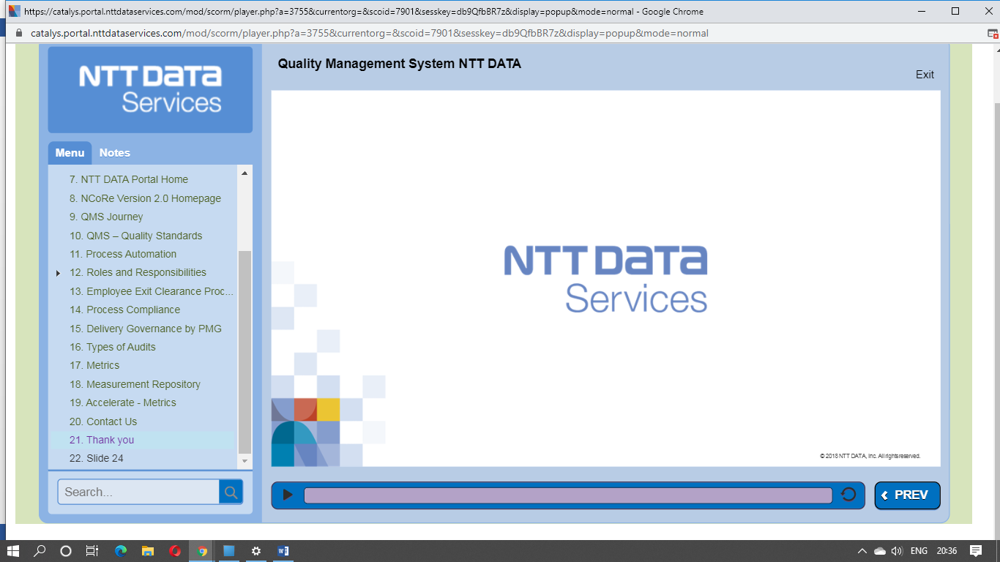 https://catalys.portal.nttdataservices.com/mod/scorm/player.php?a=3755&currentorg=&scoid=7901&sesskey=db9QfbBR7z&display=popup&mode=normal - Google Chrome
catalys.portal.nttdataservices.com/mod/scorm/player.php?a=3755&currentorg=&scoid=7901&sesskey=db9QfbBR7z&display=popup&mode=normal
NTT DATA
Services
Quality Management System NTT DATA
Exit
Menu
Notes
7. NTT DATA Portal Home
8. NCoRe Version 2.0 Homepage
9. QMS Journey
10. QMS – Quality Standards
11. Process Automation
12. Roles and Responsibilities
13. Employee Exit Clearance Proc...
14. Process Compliance
15. Delivery Governance by PMG
16. Types of Audits
17. Metrics
18. Measurement Repository
19. Accelerate - Metrics
20. Contact Us
21. Thank you
22. Slide 24
Search...
NTT DATA
Services
© 2018 NTT DATA, Inc. All rights reserved.
PREV
ENG
20:36